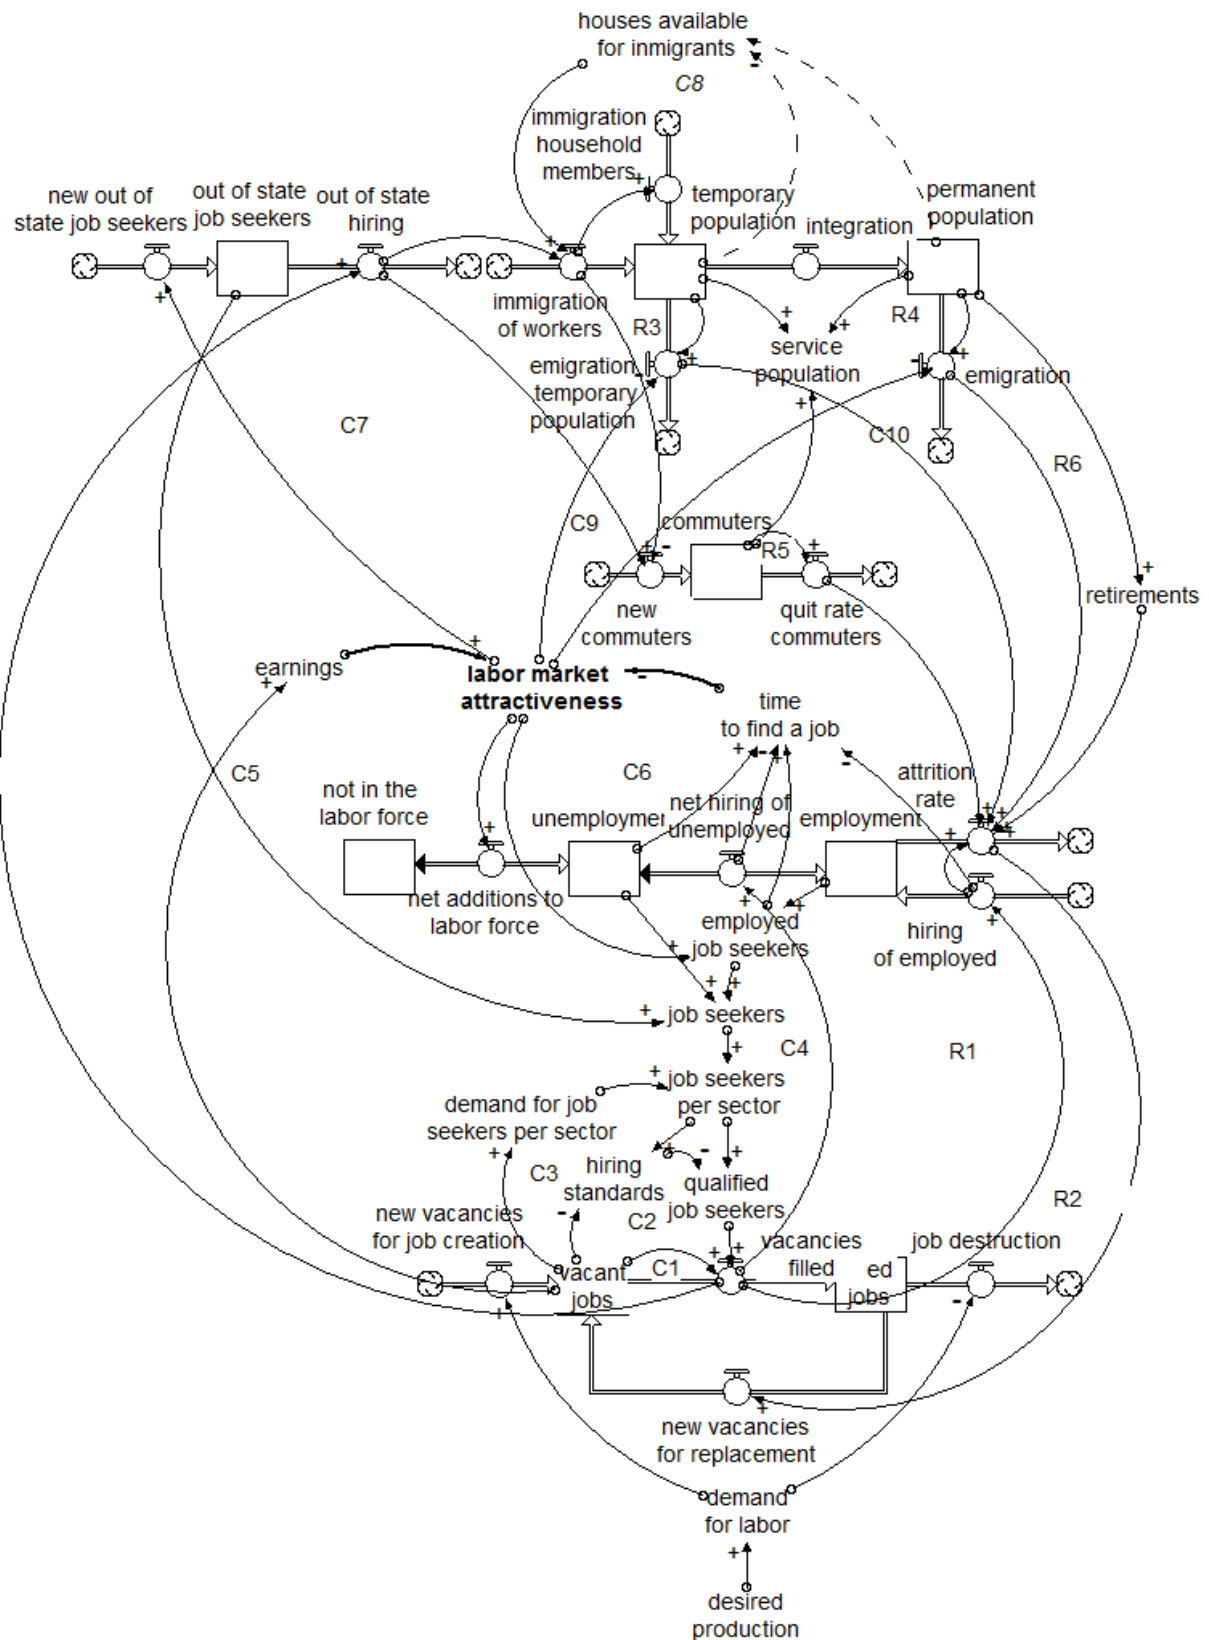 houses available
for inmigrants
C8
immigration
household
members
new out of
state job seekers
out of state
job seekers
out of state
hiring
temporary
population
integration
permanent
population
immigration
of workers
R3
R4
service
population
emigration
temporary
population
emigration
C7
C10
R6
C9
commuters
R5
new
commuters
quit rate
commuters
retirements
earnings
labor market
attractiveness
time
to find a job
C5
C6
attrition
rate
not in the
labor force
unemploymer
net hiring of
unemployed
employment
net additions to
labor force
employed
job seekers
hiring
of employed
job seekers
C4
R1
job seekers
per sector
demand for job
seekers per sector
C3
hiring
standards
qualified
job seekers
C2
R2
new vacancies
for job creation
vacancies
filled
job destruction
vacant
jobs
C1
ed
jobs
new vacancies
for replacement
demand
for labor
desired
production